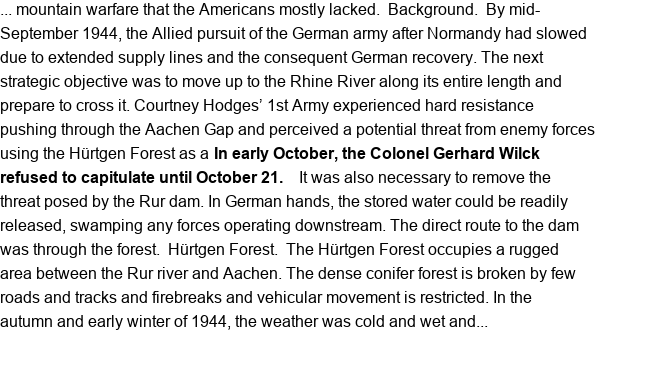 ... mountain warfare that the Americans mostly lacked.  Background.  By mid-
September 1944, the Allied pursuit of the German army after Normandy had slowed
due to extended supply lines and the consequent German recovery. The next
strategic objective was to move up to the Rhine River along its entire length and
prepare to cross it. Courtney Hodges’ 1st Army experienced hard resistance
pushing through the Aachen Gap and perceived a potential threat from enemy forces
using the Hürtgen Forest as a In early October, the Colonel Gerhard Wilck
refused to capitulate until October 21.    It was also necessary to remove the
threat posed by the Rur dam. In German hands, the stored water could be readily
released, swamping any forces operating downstream. The direct route to the dam
was through the forest.  Hürtgen Forest.  The Hürtgen Forest occupies a rugged
area between the Rur river and Aachen. The dense conifer forest is broken by few
roads and tracks and firebreaks and vehicular movement is restricted. In the
autumn and early winter of 1944, the weather was cold and wet and...